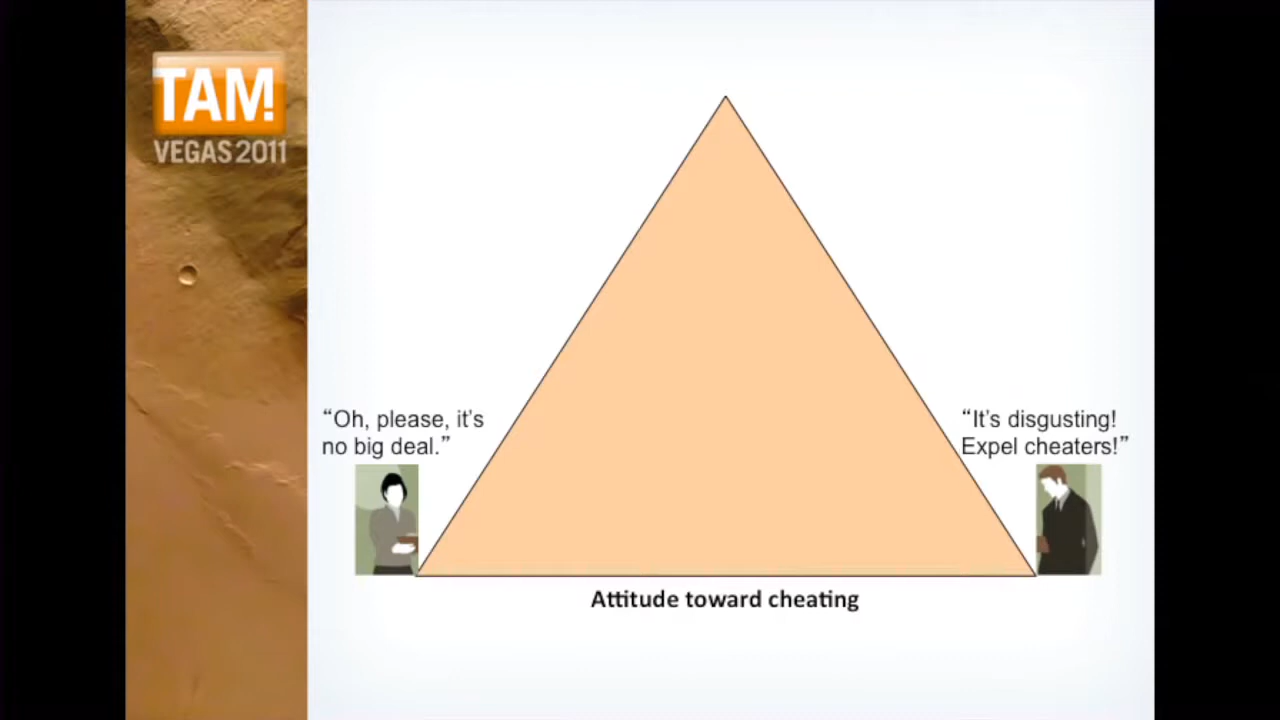 TAM!
VEGAS 2011
“Oh, please, it’s
no big deal.”
“It’s disgusting!
Expel cheaters!”
Attitude toward cheating